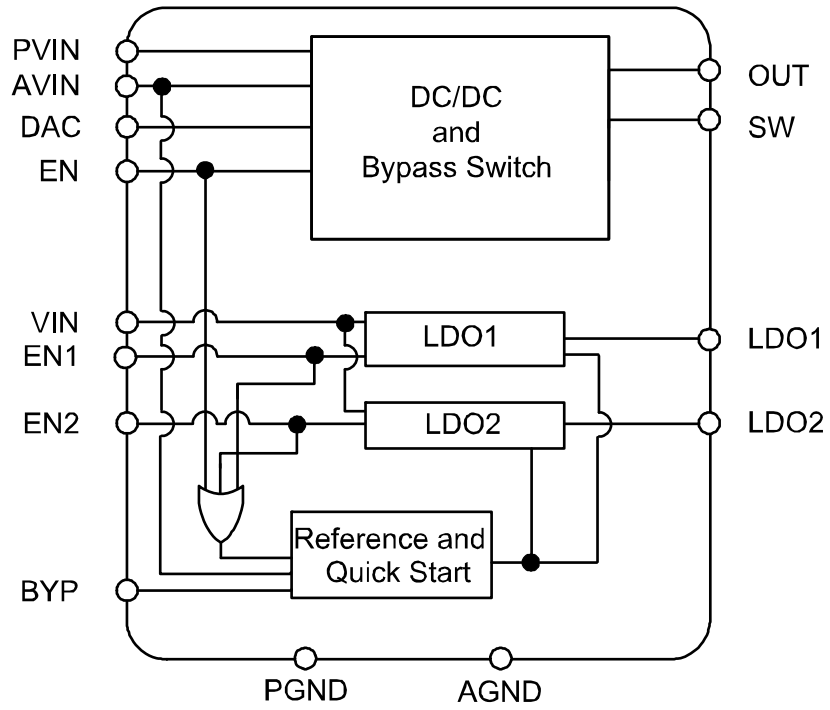 PVIN
AVIN
DAC
EN
DC/DC
and
Bypass Switch
OUT
SW
VIN
EN1
EN2
LDO1
LDO2
LDO1
LDO2
Reference and
Quick Start
BYP
PGND
AGND